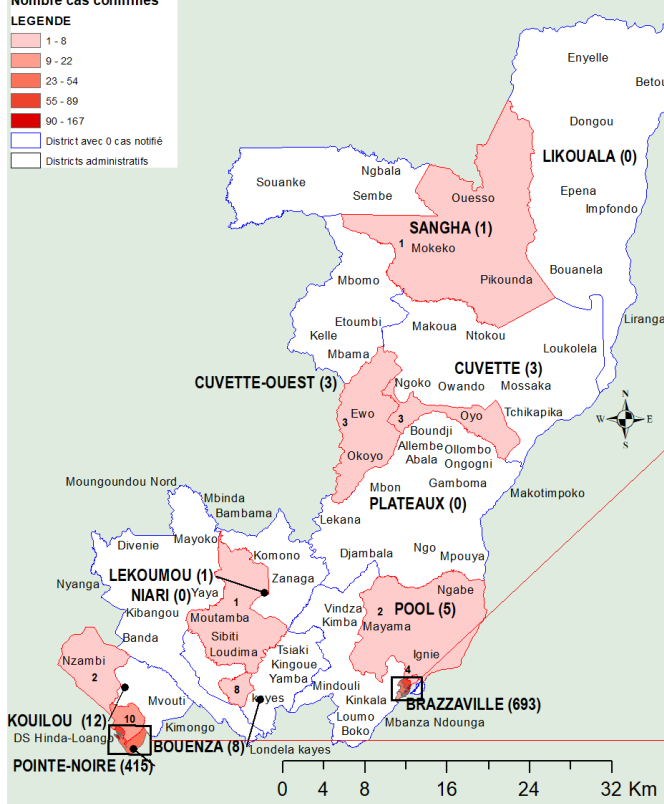 Nombre cas confirmés
LEGENDE
1 - 8
9 - 22
23 - 54
55 - 89
90 - 167
District avec 0 cas notifié
Districts administratifs
Enyelle
Betou
Dongou
LIKOUALA (0)
Ngbala
Souanke
Sembe
Ouesso
Epena
Impfondo
SANGHA (1)
1
Mokeko
Bouanela
Pikounda
Mbomo
Liranga
Etoumbi
Makoua
Ntokou
Kelle
Loukolela
Mbama
CUVETTE (3)
CUVETTE-OUEST (3)
Ngoko
Owando
Mossaka
N
W
E
S
Ewo
3
3
Oyo
Tchikapika
Boundji
Allembe
Ollombo
Okoyo
Abala
Ongogni
Moungoundou Nord
Mbon
Gamboma
Makotimpoko
Mbinda
PLATEAUX (0)
Bambama
Lekana
Divenie
Mayoko
Komono
Djambala
Ngo
Mpouya
LEKOUMOU (1)
Zanaga
Nyanga
NIARI (0)
Yaya
Ngabe
1
Kibangou
Moutamba
Vindza
2
POOL (5)
Kimba
Mayama
Banda
Sibiti
Loudima
Tsiaki
Ignie
Nzambi
Kingoue
4
2
Yamba
8
Mindouli
kayes
Kinkala
BRAZZAVILLE (693)
Mvouti
KOUILOU (12)
10
Loumo
Mbanza Ndounga
Kimongo
Boko
DS Hinda-Loango
BOUENZA (8)
Londela kayes
POINTE-NOIRE (415)
0 4 8 16 24 32 Km